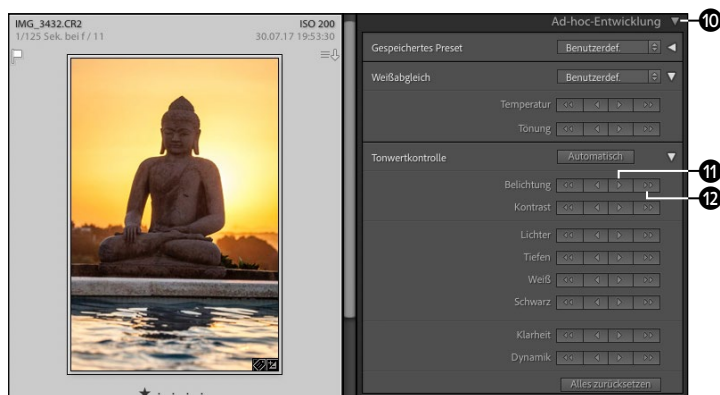 IMG_3432.CR2 ISO 200
1/125 Sek. bei f / 11 30.07.17 19:53:30
Ad-hoc-Entwicklung 10
Gespeichertes Preset Benutzerdef.
Weißabgleich Benutzerdef.
Temperatur
Tönung
Tonwertkontrolle Automatisch
11
Belichtung
12
Kontrast
Lichter
Tiefen
Weiß
Schwarz
Klarheit
Dynamik
Alles zurücksetzen